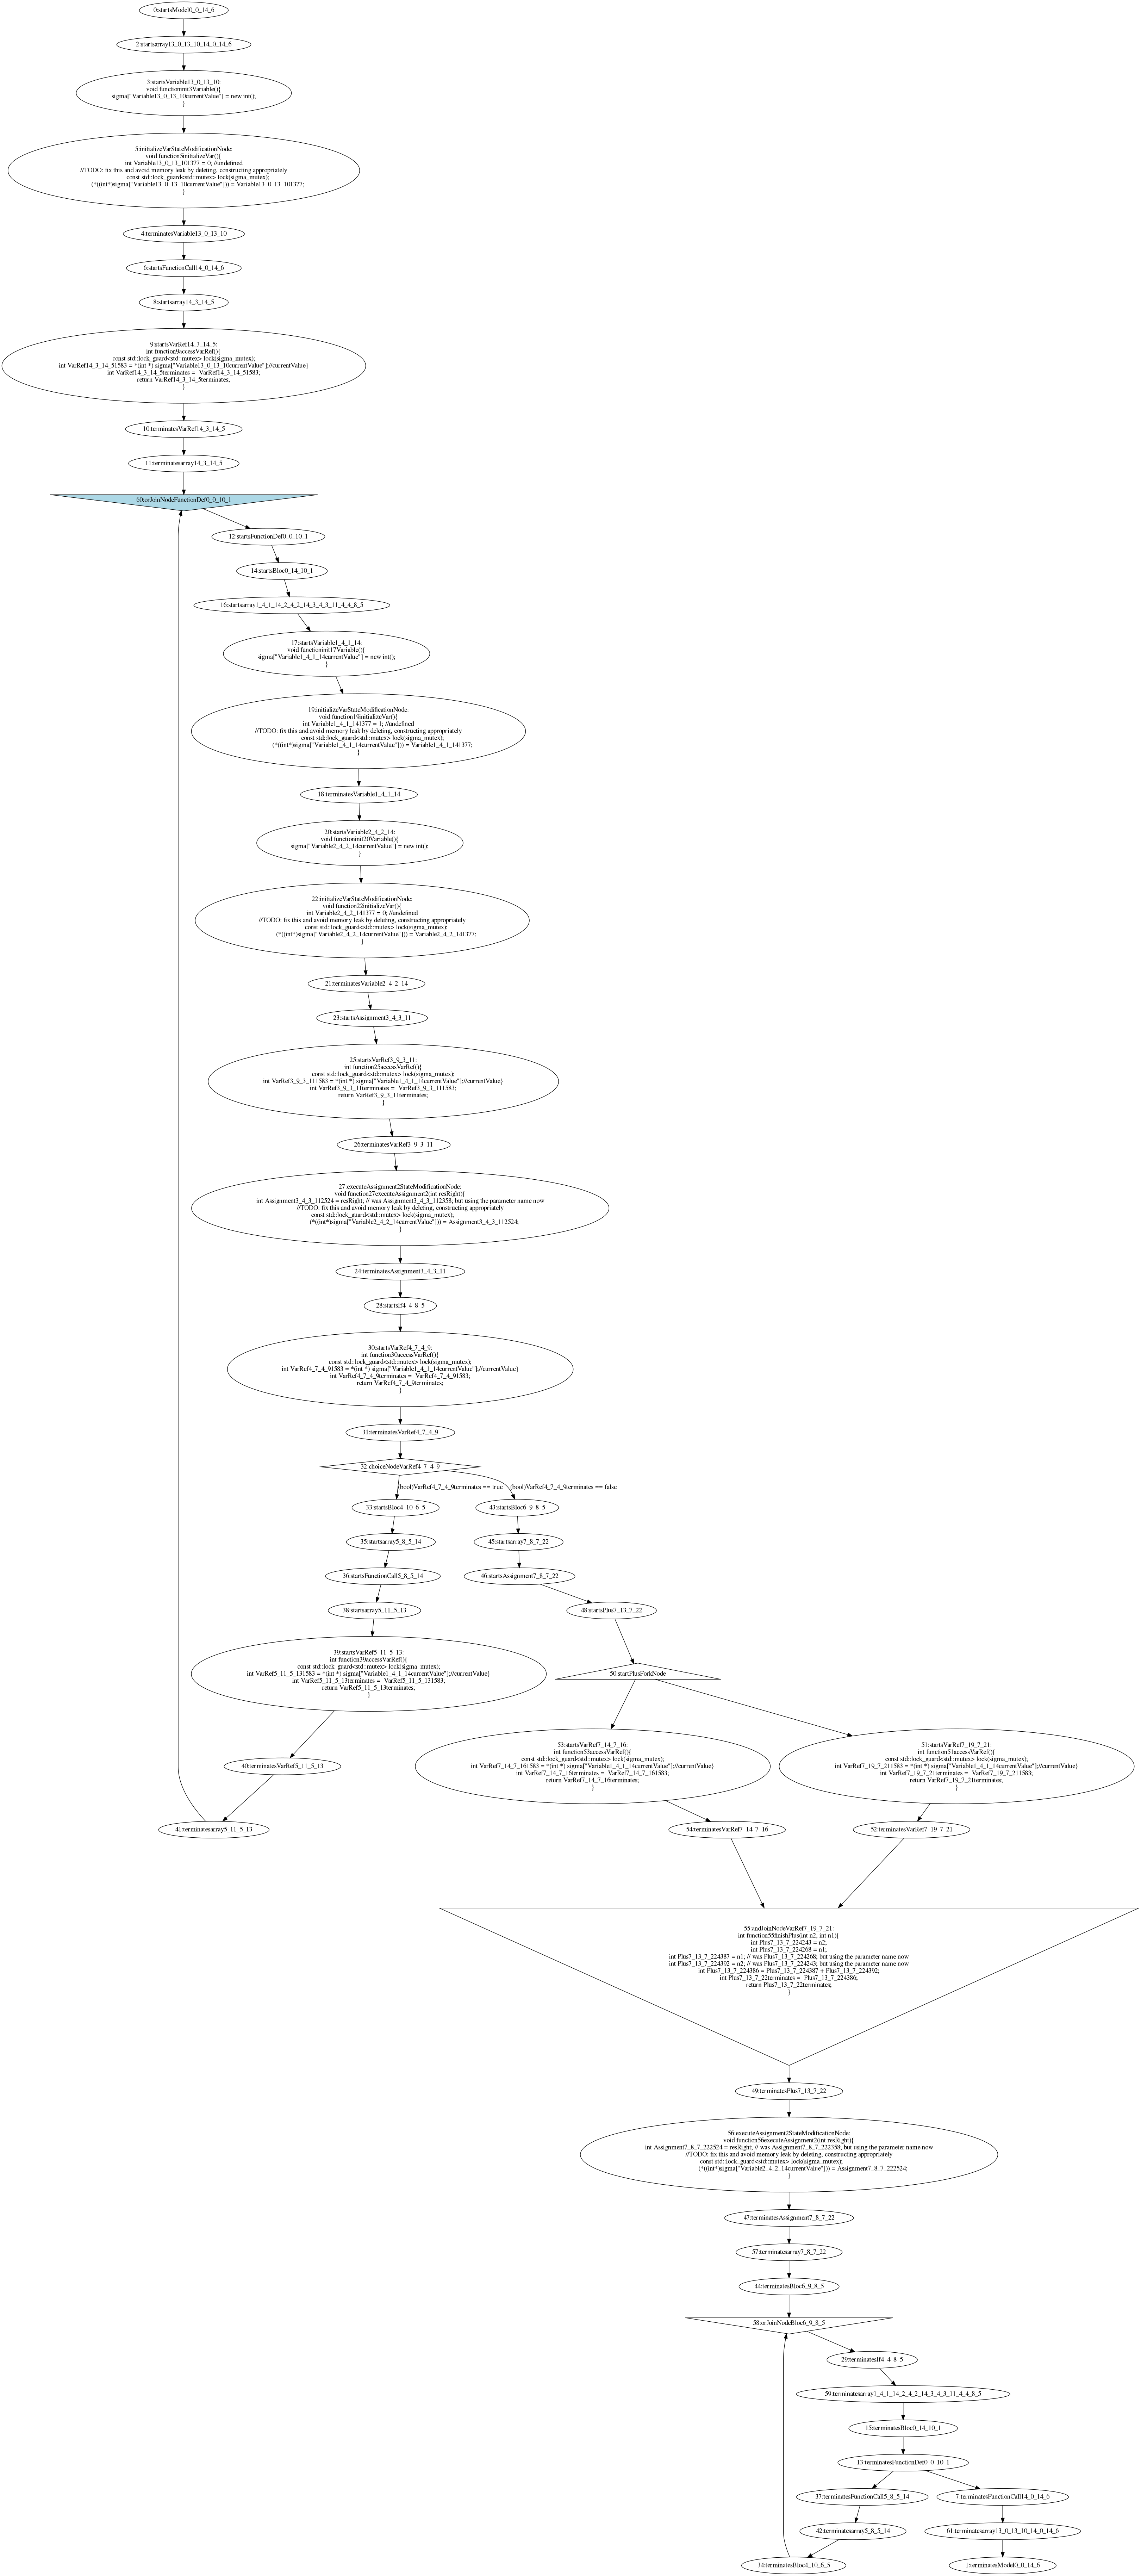 0:startsModel0_0_14_6
2:startsarray13_0_13_10_14_0_14_6
3:startsVariable13_0_13_10:
void functioninit3Variable(){
sigma["Variable13_0_13_10currentValue"] = new int();
}
5:initializeVarStateModificationNode:
void function5initializeVar(){
int Variable13_0_13_101377 = 0; //undefined
//TODO: fix this and avoid memory leak by deleting, constructing appropriately
const std::lock_guard<std::mutex> lock(sigma_mutex);
(*((int*)sigma["Variable13_0_13_10currentValue"])) = Variable13_0_13_101377;
}
4:terminatesVariable13_0_13_10
6:startsFunctionCall14_0_14_6
8:startsarray14_3_14_5
9:startsVarRef14_3_14_5:
int function9accessVarRef(){
const std::lock_guard<std::mutex> lock(sigma_mutex);
int VarRef14_3_14_51583 = *(int *) sigma["Variable13_0_13_10currentValue"];//currentValue}
int VarRef14_3_14_5terminates =  VarRef14_3_14_51583;
return VarRef14_3_14_5terminates;
}
10:terminatesVarRef14_3_14_5
11:terminatesarray14_3_14_5
60:orJoinNodeFunctionDef0_0_10_1
12:startsFunctionDef0_0_10_1
14:startsBloc0_14_10_1
16:startsarray1_4_1_14_2_4_2_14_3_4_3_11_4_4_8_5
17:startsVariable1_4_1_14:
void functioninit17Variable(){
sigma["Variable1_4_1_14currentValue"] = new int();
}
19:initializeVarStateModificationNode:
void function19initializeVar(){
int Variable1_4_1_141377 = 1; //undefined
//TODO: fix this and avoid memory leak by deleting, constructing appropriately
const std::lock_guard<std::mutex> lock(sigma_mutex);
(*((int*)sigma["Variable1_4_1_14currentValue"])) = Variable1_4_1_141377;
}
18:terminatesVariable1_4_1_14
20:startsVariable2_4_2_14:
void functioninit20Variable(){
sigma["Variable2_4_2_14currentValue"] = new int();
}
22:initializeVarStateModificationNode:
void function22initializeVar(){
int Variable2_4_2_141377 = 0; //undefined
//TODO: fix this and avoid memory leak by deleting, constructing appropriately
const std::lock_guard<std::mutex> lock(sigma_mutex);
(*((int*)sigma["Variable2_4_2_14currentValue"])) = Variable2_4_2_141377;
}
21:terminatesVariable2_4_2_14
23:startsAssignment3_4_3_11
25:startsVarRef3_9_3_11:
int function25accessVarRef(){
const std::lock_guard<std::mutex> lock(sigma_mutex);
int VarRef3_9_3_111583 = *(int *) sigma["Variable1_4_1_14currentValue"];//currentValue}
int VarRef3_9_3_11terminates =  VarRef3_9_3_111583;
return VarRef3_9_3_11terminates;
}
26:terminatesVarRef3_9_3_11
27:executeAssignment2StateModificationNode:
void function27executeAssignment2(int resRight){
int Assignment3_4_3_112524 = resRight; // was Assignment3_4_3_112358; but using the parameter name now
//TODO: fix this and avoid memory leak by deleting, constructing appropriately
const std::lock_guard<std::mutex> lock(sigma_mutex);
(*((int*)sigma["Variable2_4_2_14currentValue"])) = Assignment3_4_3_112524;
}
24:terminatesAssignment3_4_3_11
28:startsIf4_4_8_5
30:startsVarRef4_7_4_9:
int function30accessVarRef(){
const std::lock_guard<std::mutex> lock(sigma_mutex);
int VarRef4_7_4_91583 = *(int *) sigma["Variable1_4_1_14currentValue"];//currentValue}
int VarRef4_7_4_9terminates =  VarRef4_7_4_91583;
return VarRef4_7_4_9terminates;
}
31:terminatesVarRef4_7_4_9
32:choiceNodeVarRef4_7_4_9
(bool)VarRef4_7_4_9terminates == true
(bool)VarRef4_7_4_9terminates == false
33:startsBloc4_10_6_5
43:startsBloc6_9_8_5
35:startsarray5_8_5_14
45:startsarray7_8_7_22
36:startsFunctionCall5_8_5_14
46:startsAssignment7_8_7_22
38:startsarray5_11_5_13
48:startsPlus7_13_7_22
39:startsVarRef5_11_5_13:
int function39accessVarRef(){
const std::lock_guard<std::mutex> lock(sigma_mutex);
int VarRef5_11_5_131583 = *(int *) sigma["Variable1_4_1_14currentValue"];//currentValue}
int VarRef5_11_5_13terminates =  VarRef5_11_5_131583;
return VarRef5_11_5_13terminates;
}
50:startPlusForkNode
53:startsVarRef7_14_7_16:
int function53accessVarRef(){
const std::lock_guard<std::mutex> lock(sigma_mutex);
int VarRef7_14_7_161583 = *(int *) sigma["Variable1_4_1_14currentValue"];//currentValue}
int VarRef7_14_7_16terminates =  VarRef7_14_7_161583;
return VarRef7_14_7_16terminates;
}
51:startsVarRef7_19_7_21:
int function51accessVarRef(){
const std::lock_guard<std::mutex> lock(sigma_mutex);
int VarRef7_19_7_211583 = *(int *) sigma["Variable1_4_1_14currentValue"];//currentValue}
int VarRef7_19_7_21terminates =  VarRef7_19_7_211583;
return VarRef7_19_7_21terminates;
}
40:terminatesVarRef5_11_5_13
41:terminatesarray5_11_5_13
54:terminatesVarRef7_14_7_16
52:terminatesVarRef7_19_7_21
55:andJoinNodeVarRef7_19_7_21:
int function55finishPlus(int n2, int n1){
int Plus7_13_7_224243 = n2;
int Plus7_13_7_224268 = n1;
int Plus7_13_7_224387 = n1; // was Plus7_13_7_224268; but using the parameter name now
int Plus7_13_7_224392 = n2; // was Plus7_13_7_224243; but using the parameter name now
int Plus7_13_7_224386 = Plus7_13_7_224387 + Plus7_13_7_224392;
int Plus7_13_7_22terminates =  Plus7_13_7_224386;
return Plus7_13_7_22terminates;
}
49:terminatesPlus7_13_7_22
56:executeAssignment2StateModificationNode:
void function56executeAssignment2(int resRight){
int Assignment7_8_7_222524 = resRight; // was Assignment7_8_7_222358; but using the parameter name now
//TODO: fix this and avoid memory leak by deleting, constructing appropriately
const std::lock_guard<std::mutex> lock(sigma_mutex);
(*((int*)sigma["Variable2_4_2_14currentValue"])) = Assignment7_8_7_222524;
}
47:terminatesAssignment7_8_7_22
57:terminatesarray7_8_7_22
44:terminatesBloc6_9_8_5
58:orJoinNodeBloc6_9_8_5
29:terminatesIf4_4_8_5
59:terminatesarray1_4_1_14_2_4_2_14_3_4_3_11_4_4_8_5
15:terminatesBloc0_14_10_1
13:terminatesFunctionDef0_0_10_1
37:terminatesFunctionCall5_8_5_14
7:terminatesFunctionCall14_0_14_6
42:terminatesarray5_8_5_14
61:terminatesarray13_0_13_10_14_0_14_6
34:terminatesBloc4_10_6_5
1:terminatesModel0_0_14_6